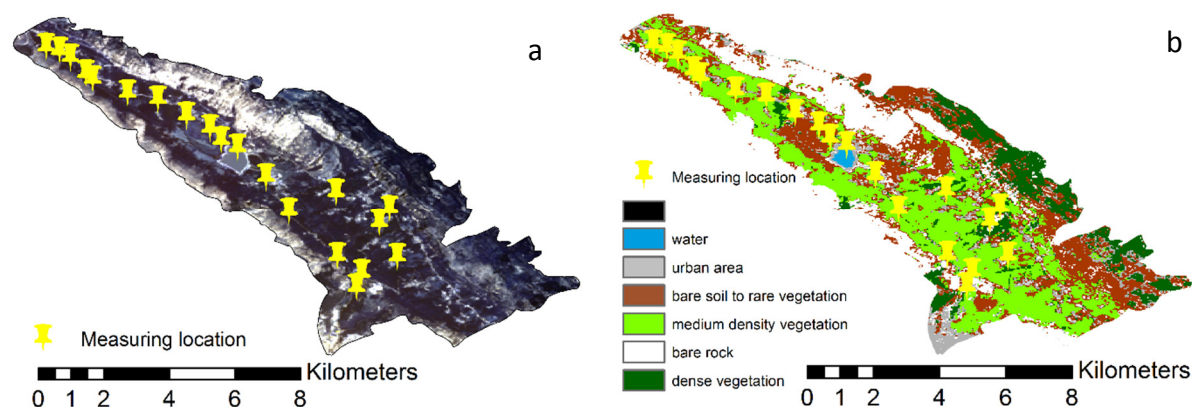 a
Measuring location
Kilometers
0 1 2 4 6 8
b
Measuring location
water
urban area
bare soil to rare vegetation
medium density vegetation
bare rock
dense vegetation
Kilometers
0 1 2 4 6 8